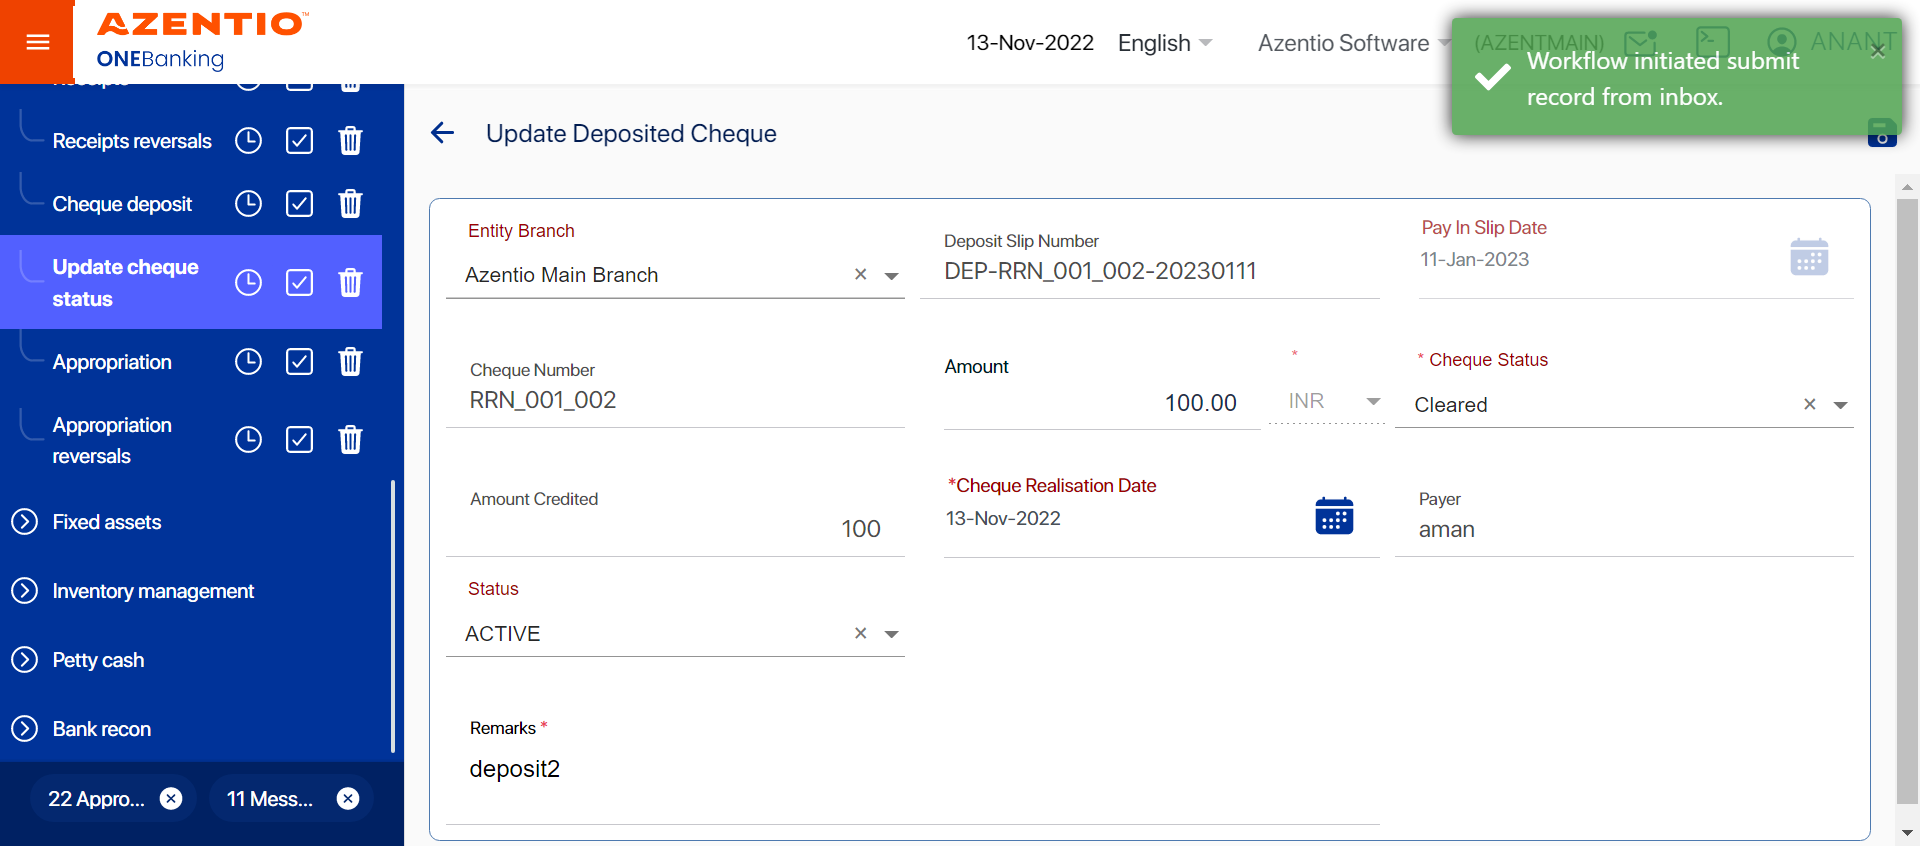 AZENTIO™
ONEBanking
13-Nov-2022 English Azentio Software (AZENTMAIN) ANANT
Workflow initiated submit
record from inbox.
Receipts
Receipts reversals
Cheque deposit
Update cheque
status
Appropriation
Appropriation
reversals
Fixed assets
Inventory management
Petty cash
Bank recon
22 Appro...
11 Mess...
Update Deposited Cheque
Entity Branch
Azentio Main Branch
Deposit Slip Number
DEP-RRN_001_002-20230111
Pay In Slip Date
11-Jan-2023
Cheque Number
RRN_001_002
Amount
100.00
*
INR
* Cheque Status
Cleared
Amount Credited
100
*Cheque Realisation Date
13-Nov-2022
Payer
aman
Status
ACTIVE
Remarks *
deposit2